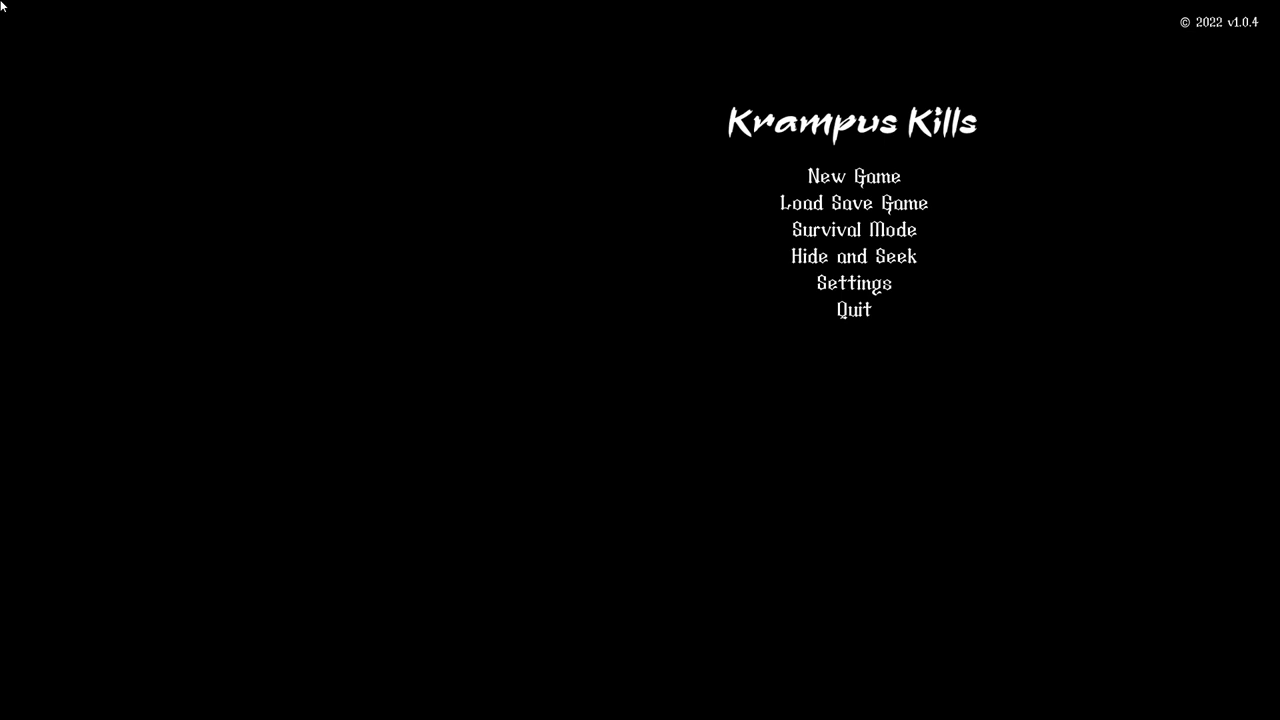 © 2022 v1.0.4
Krampus Kills
New Game
Load Save Game
Survival Mode
Hide and Seek
Settings
Quit